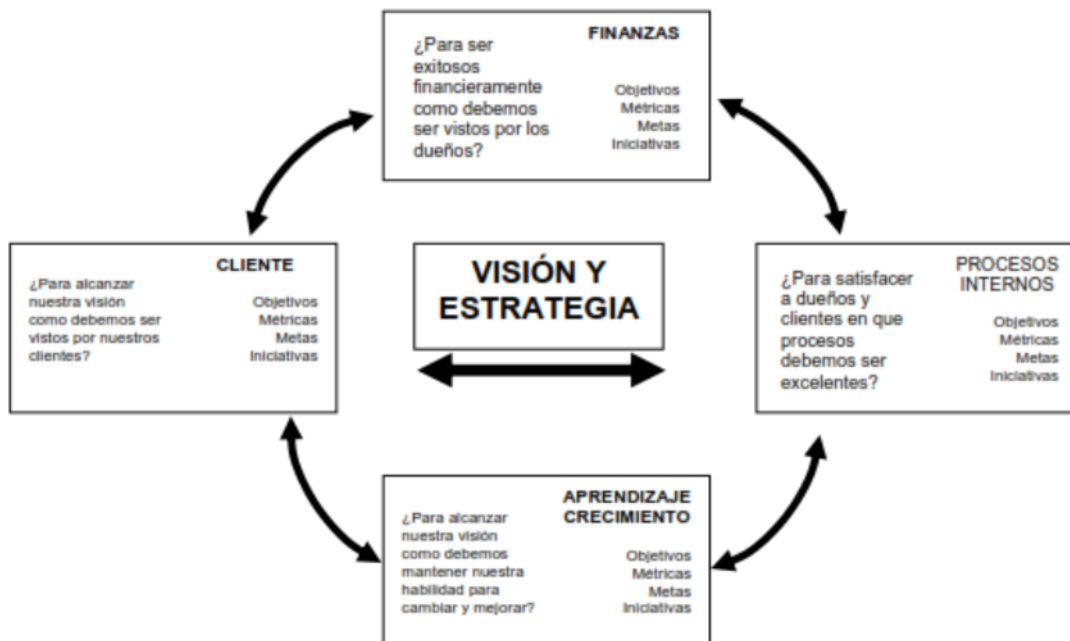 FINANZAS
¿Para ser
exitosos
financieramente
como debemos
ser vistos por los
dueños?
Objetivos
Métricas
Metas
Iniciativas
CLIENTE
¿Para alcanzar
nuestra visión
como debemos ser
vistos por nuestros
clientes?
Objetivos
Métricas
Metas
Iniciativas
VISIÓN Y
ESTRATEGIA
PROCESOS
INTERNOS
¿Para satisfacer
a dueños y
clientes en que
procesos
debemos ser
excelentes?
Objetivos
Métricas
Metas
Iniciativas
APRENDIZAJE
CRECIMIENTO
¿Para alcanzar
nuestra visión
como debemos
mantener nuestra
habilidad para
cambiar y mejorar?
Objetivos
Métricas
Metas
Iniciativas